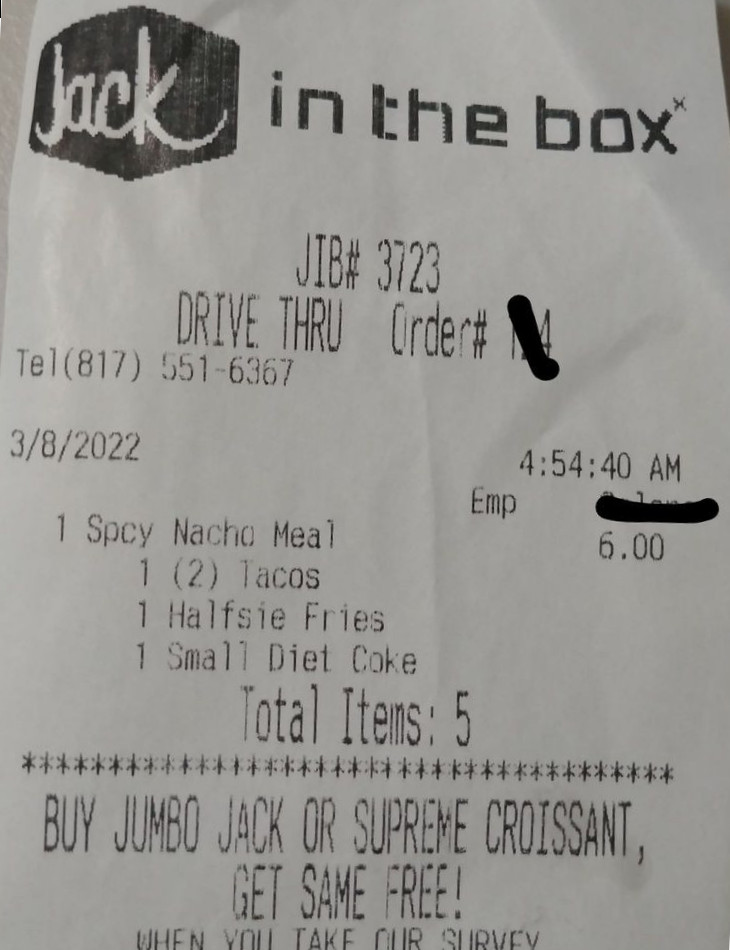 Jack in the box
JIB# 3723
DRIVE THRU Order#
Tel(817) 551-6367
3/8/2022
4:54:40 AM
Emp
1 Spcy Nacho Meal 6.00
1 (2) Tacos
1 Halfsie Fries
1 Small Diet Coke
Total Items: 5
****************************************
BUY JUMBO JACK OR SUPREME CROISSANT,
GET SAME FREE!
WHEN YOU TAKE OUR SURVEY